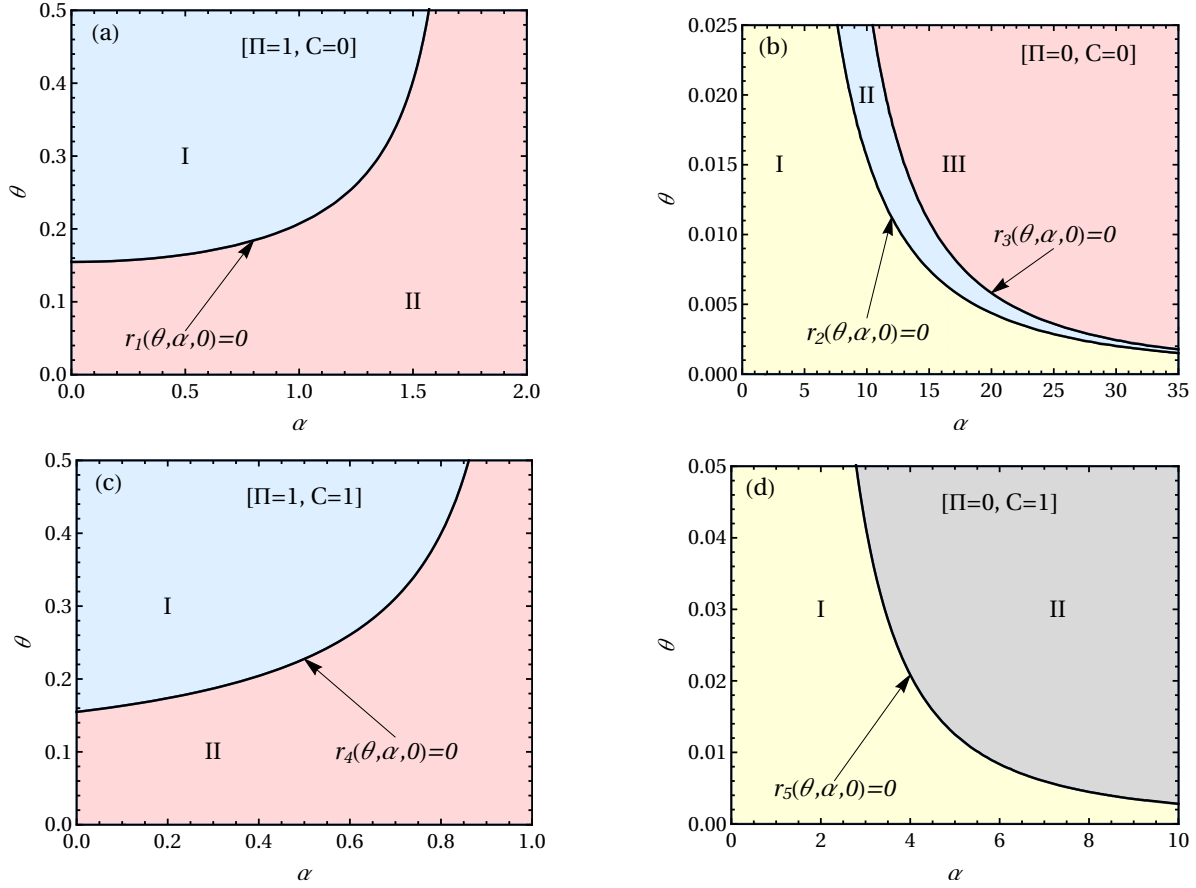 (a)
[Π=1, C=0]
I
II
r1(θ,α,0)=0
θ
0.5
0.4
0.3
0.2
0.1
0.0
0.0 0.5 1.0 1.5 2.0
α
(b)
[Π=0, C=0]
I
II
III
r3(θ,α,0)=0
r2(θ,α,0)=0
θ
0.025
0.020
0.015
0.010
0.005
0.000
0 5 10 15 20 25 30 35
α
(c)
[Π=1, C=1]
I
II
r4(θ,α,0)=0
θ
0.5
0.4
0.3
0.2
0.1
0.0
0.0 0.2 0.4 0.6 0.8 1.0
α
(d)
[Π=0, C=1]
I
II
r5(θ,α,0)=0
θ
0.05
0.04
0.03
0.02
0.01
0.00
0 2 4 6 8 10
α